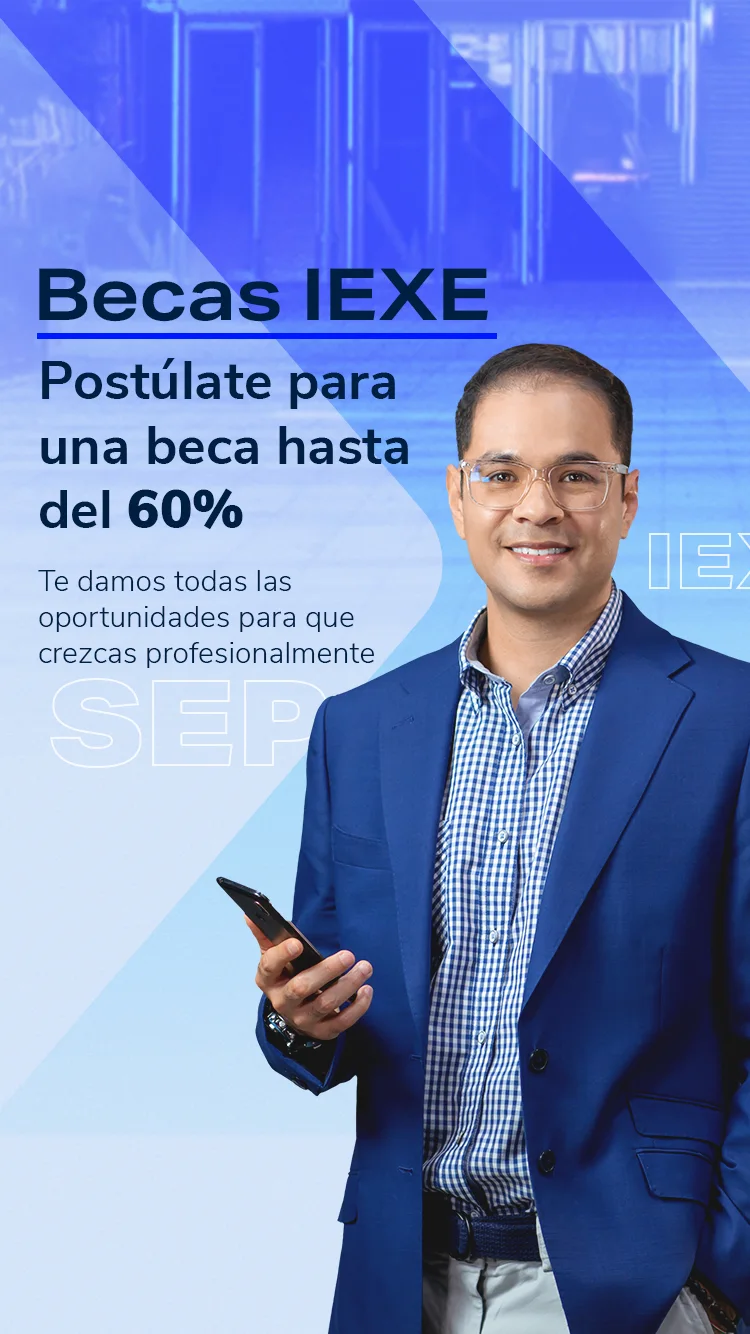 Becas IEXE
Postúlate para
una beca hasta
del 60%
Te damos todas las
oportunidades para que
crezcas profesionalmente
IEX
SEP